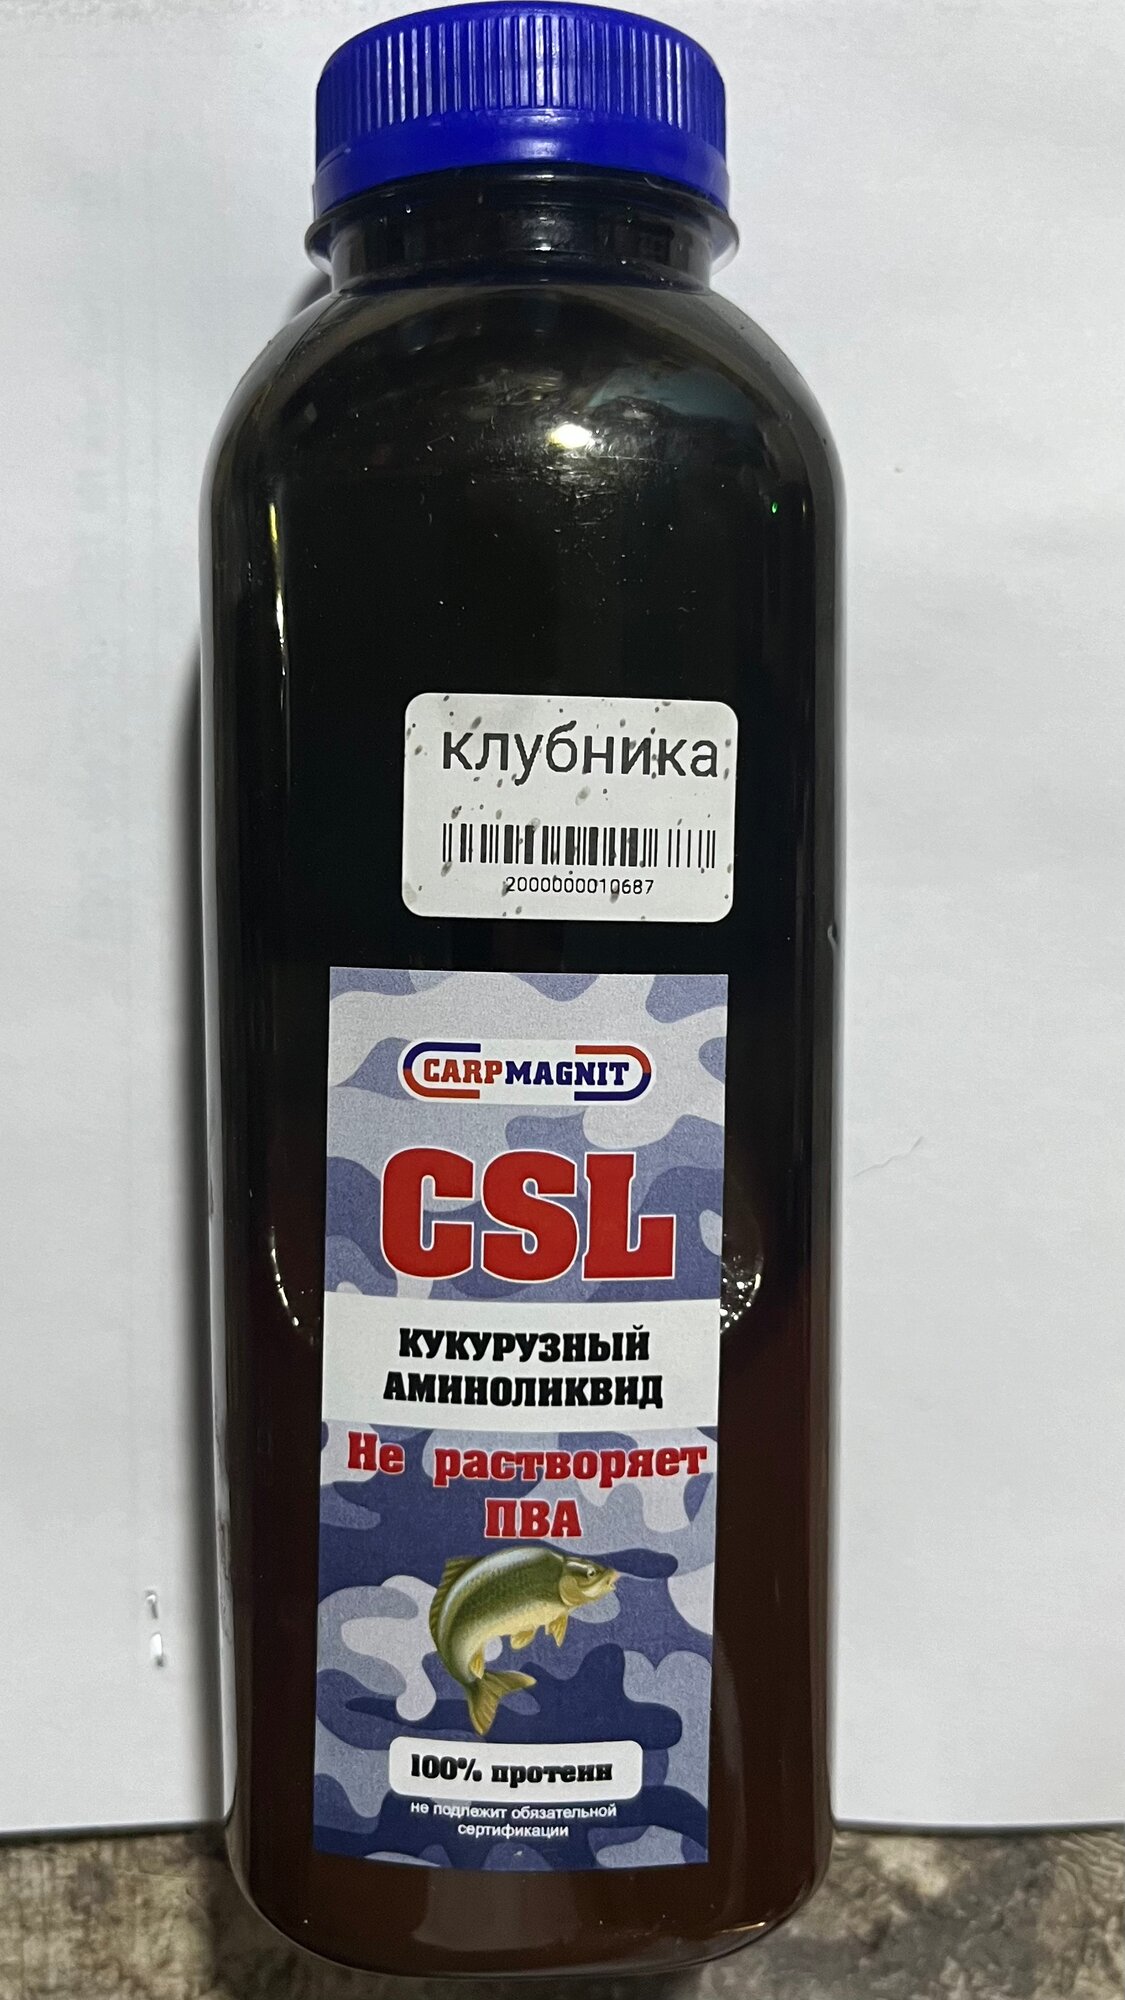 клубника
2000000010687
CARPMAGNIT
CSL
КУКУРУЗНЫЙ
АМИНОЛИКВИД
Не растворяет
ПВА
100% протеин
не подлежит обязательной
сертификации